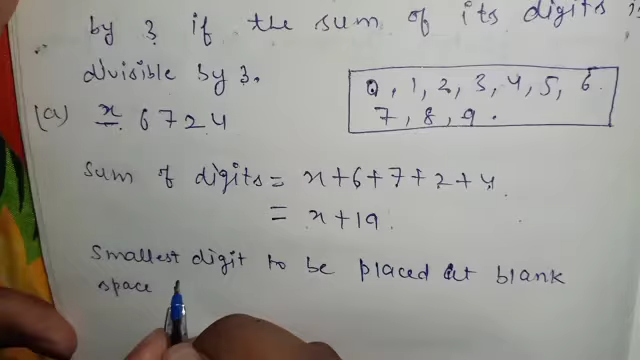 by 3 if the sum of its digits is
divisible by 3.
0, 1, 2, 3, 4, 5, 6.
7, 8, 9.
(a) x 6 7 2 4
Sum of digits = x+6+7+2+4.
= x+19.
Smallest digit to be placed at blank
space